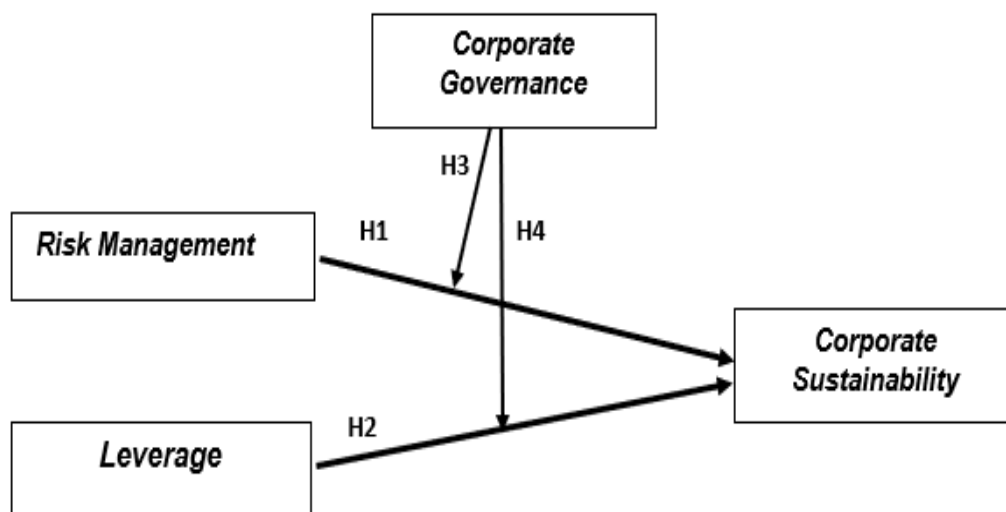 Corporate
Governance
H3
H4
Risk Management
H1
Corporate
Sustainability
H2
Leverage